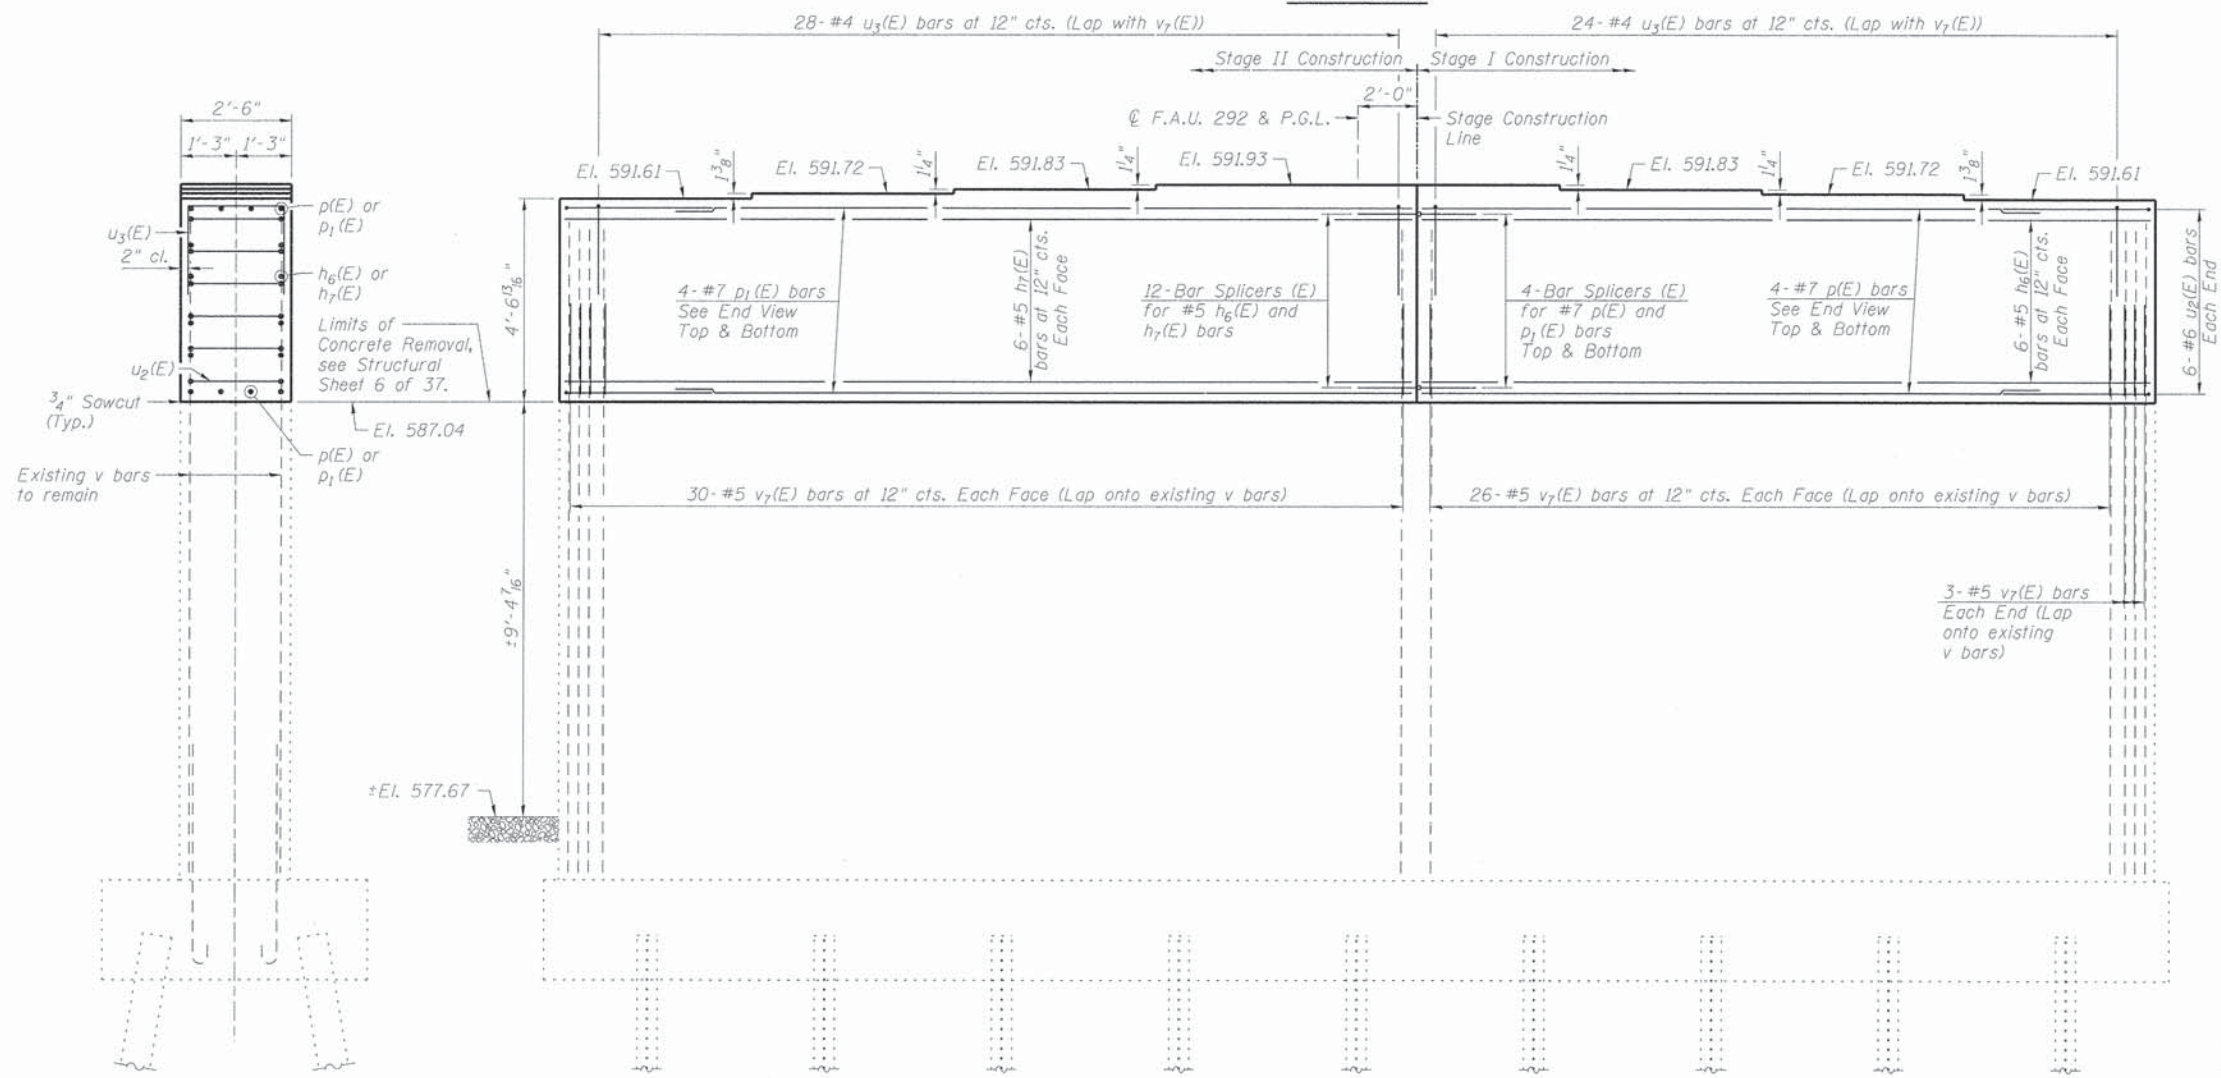 28-#4 u₃(E) bars at 12" cts. (Lap with v₇(E))
24-#4 u₃(E) bars at 12" cts. (Lap with v₇(E))
Stage II Construction
Stage I Construction
2'-0"
℄ F.A.U. 292 & P.G.L.
Stage Construction
Line
2'-6"
1'-3" 1'-3"
El. 591.61
1 3/8"
El. 591.72
1 1/4"
El. 591.83
1 1/4"
El. 591.93
1 1/4"
El. 591.83
1 1/4"
El. 591.72
1 3/8"
El. 591.61
p(E) or
p₁(E)
u₃(E)
2" cl.
h₆(E) or
h₇(E)
Limits of
Concrete Removal,
see Structural
Sheet 6 of 37.
u₂(E)
3/4" Sawcut
(Typ.)
El. 587.04
p(E) or
p₁(E)
Existing v bars
to remain
4'-6 13/16"
4-#7 p₁(E) bars
See End View
Top & Bottom
6-#5 h₇(E)
bars at 12" cts.
Each Face
12-Bar Splicers (E)
for #5 h₆(E) and
h₇(E) bars
4-Bar Splicers (E)
for #7 p(E) and
p₁(E) bars
Top & Bottom
4-#7 p(E) bars
See End View
Top & Bottom
6-#5 h₆(E)
bars at 12" cts.
Each Face
6-#6 u₂(E) bars
Each End
30-#5 v₇(E) bars at 12" cts. Each Face (Lap onto existing v bars)
26-#5 v₇(E) bars at 12" cts. Each Face (Lap onto existing v bars)
±9'-4 7/16"
3-#5 v₇(E) bars
Each End (Lap
onto existing
v bars)
±El. 577.67